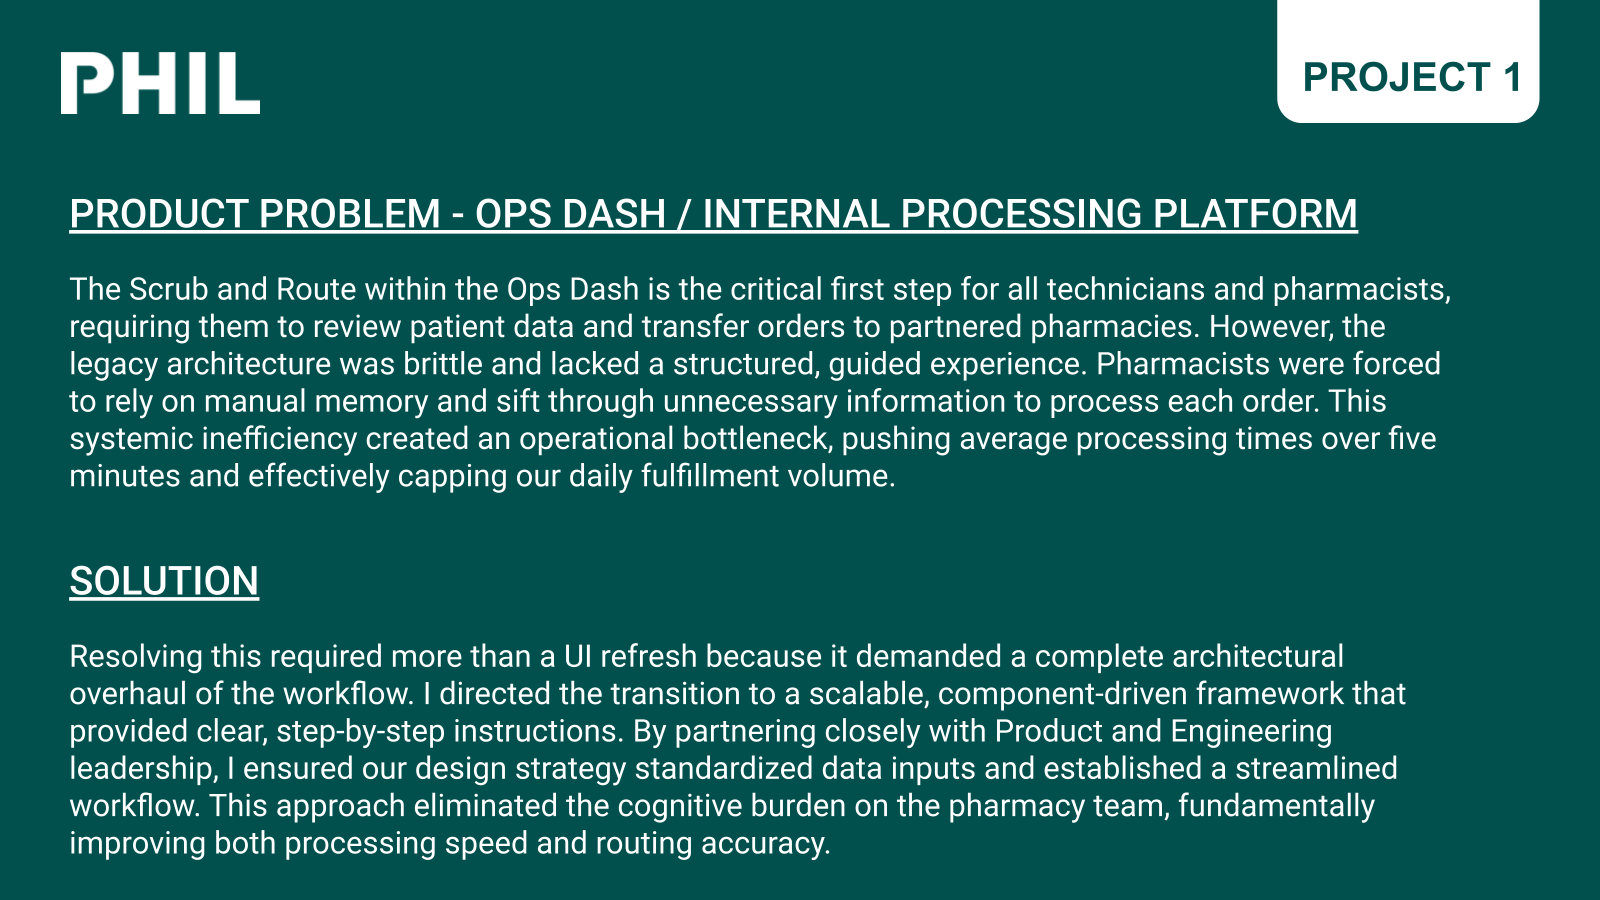 PHIL
PROJECT 1
PRODUCT PROBLEM - OPS DASH / INTERNAL PROCESSING PLATFORM
The Scrub and Route within the Ops Dash is the critical first step for all technicians and pharmacists,
requiring them to review patient data and transfer orders to partnered pharmacies. However, the
legacy architecture was brittle and lacked a structured, guided experience. Pharmacists were forced
to rely on manual memory and sift through unnecessary information to process each order. This
systemic inefficiency created an operational bottleneck, pushing average processing times over five
minutes and effectively capping our daily fulfillment volume.
SOLUTION
Resolving this required more than a UI refresh because it demanded a complete architectural
overhaul of the workflow. I directed the transition to a scalable, component-driven framework that
provided clear, step-by-step instructions. By partnering closely with Product and Engineering
leadership, I ensured our design strategy standardized data inputs and established a streamlined
workflow. This approach eliminated the cognitive burden on the pharmacy team, fundamentally
improving both processing speed and routing accuracy.